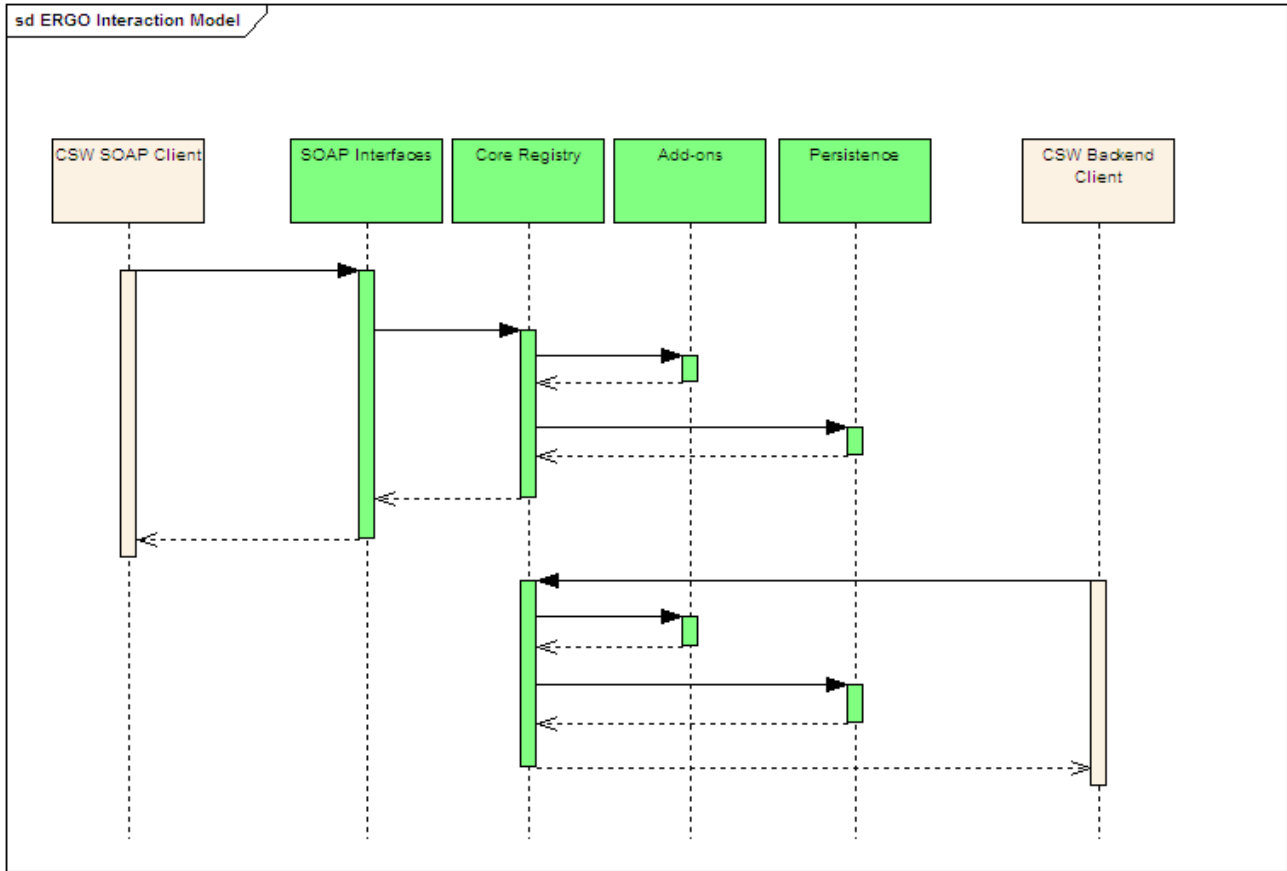 sd ERGO Interaction Model
CSW SOAP Client
SOAP Interfaces
Core Registry
Add-ons
Persistence
CSW Backend
Client